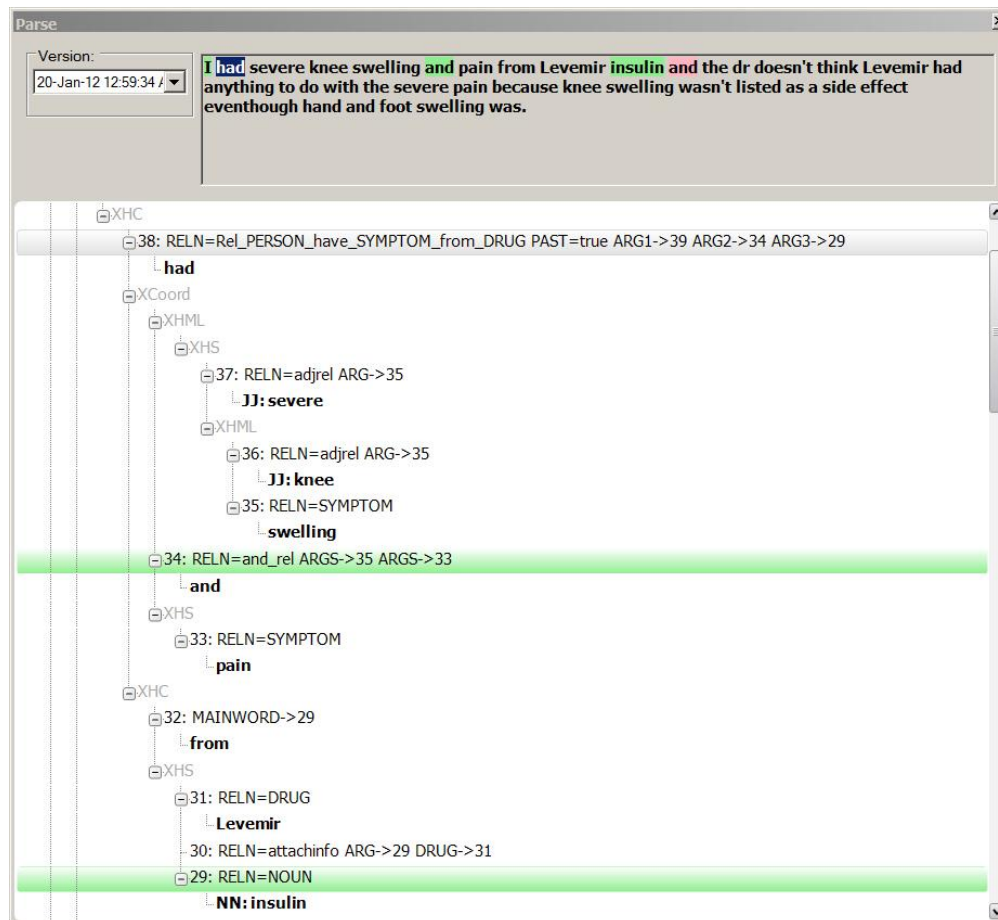 Parse
Version:
20-Jan-12 12:59:34 A
I had severe knee swelling and pain from Levemir insulin and the dr doesn't think Levemir had
anything to do with the severe pain because knee swelling wasn't listed as a side effect
eventhough hand and foot swelling was.
XHC
38: RELN=Rel_PERSON_have_SYMPTOM_from_DRUG PAST=true ARG1->39 ARG2->34 ARG3->29
had
XCoord
XHML
XHS
37: RELN=adjrel ARG->35
JJ: severe
XHML
36: RELN=adjrel ARG->35
JJ: knee
35: RELN=SYMPTOM
swelling
34: RELN=and_rel ARGS->35 ARGS->33
and
XHS
33: RELN=SYMPTOM
pain
XHC
32: MAINWORD->29
from
XHS
31: RELN=DRUG
Levemir
30: RELN=attachinfo ARG->29 DRUG->31
29: RELN=NOUN
NN: insulin